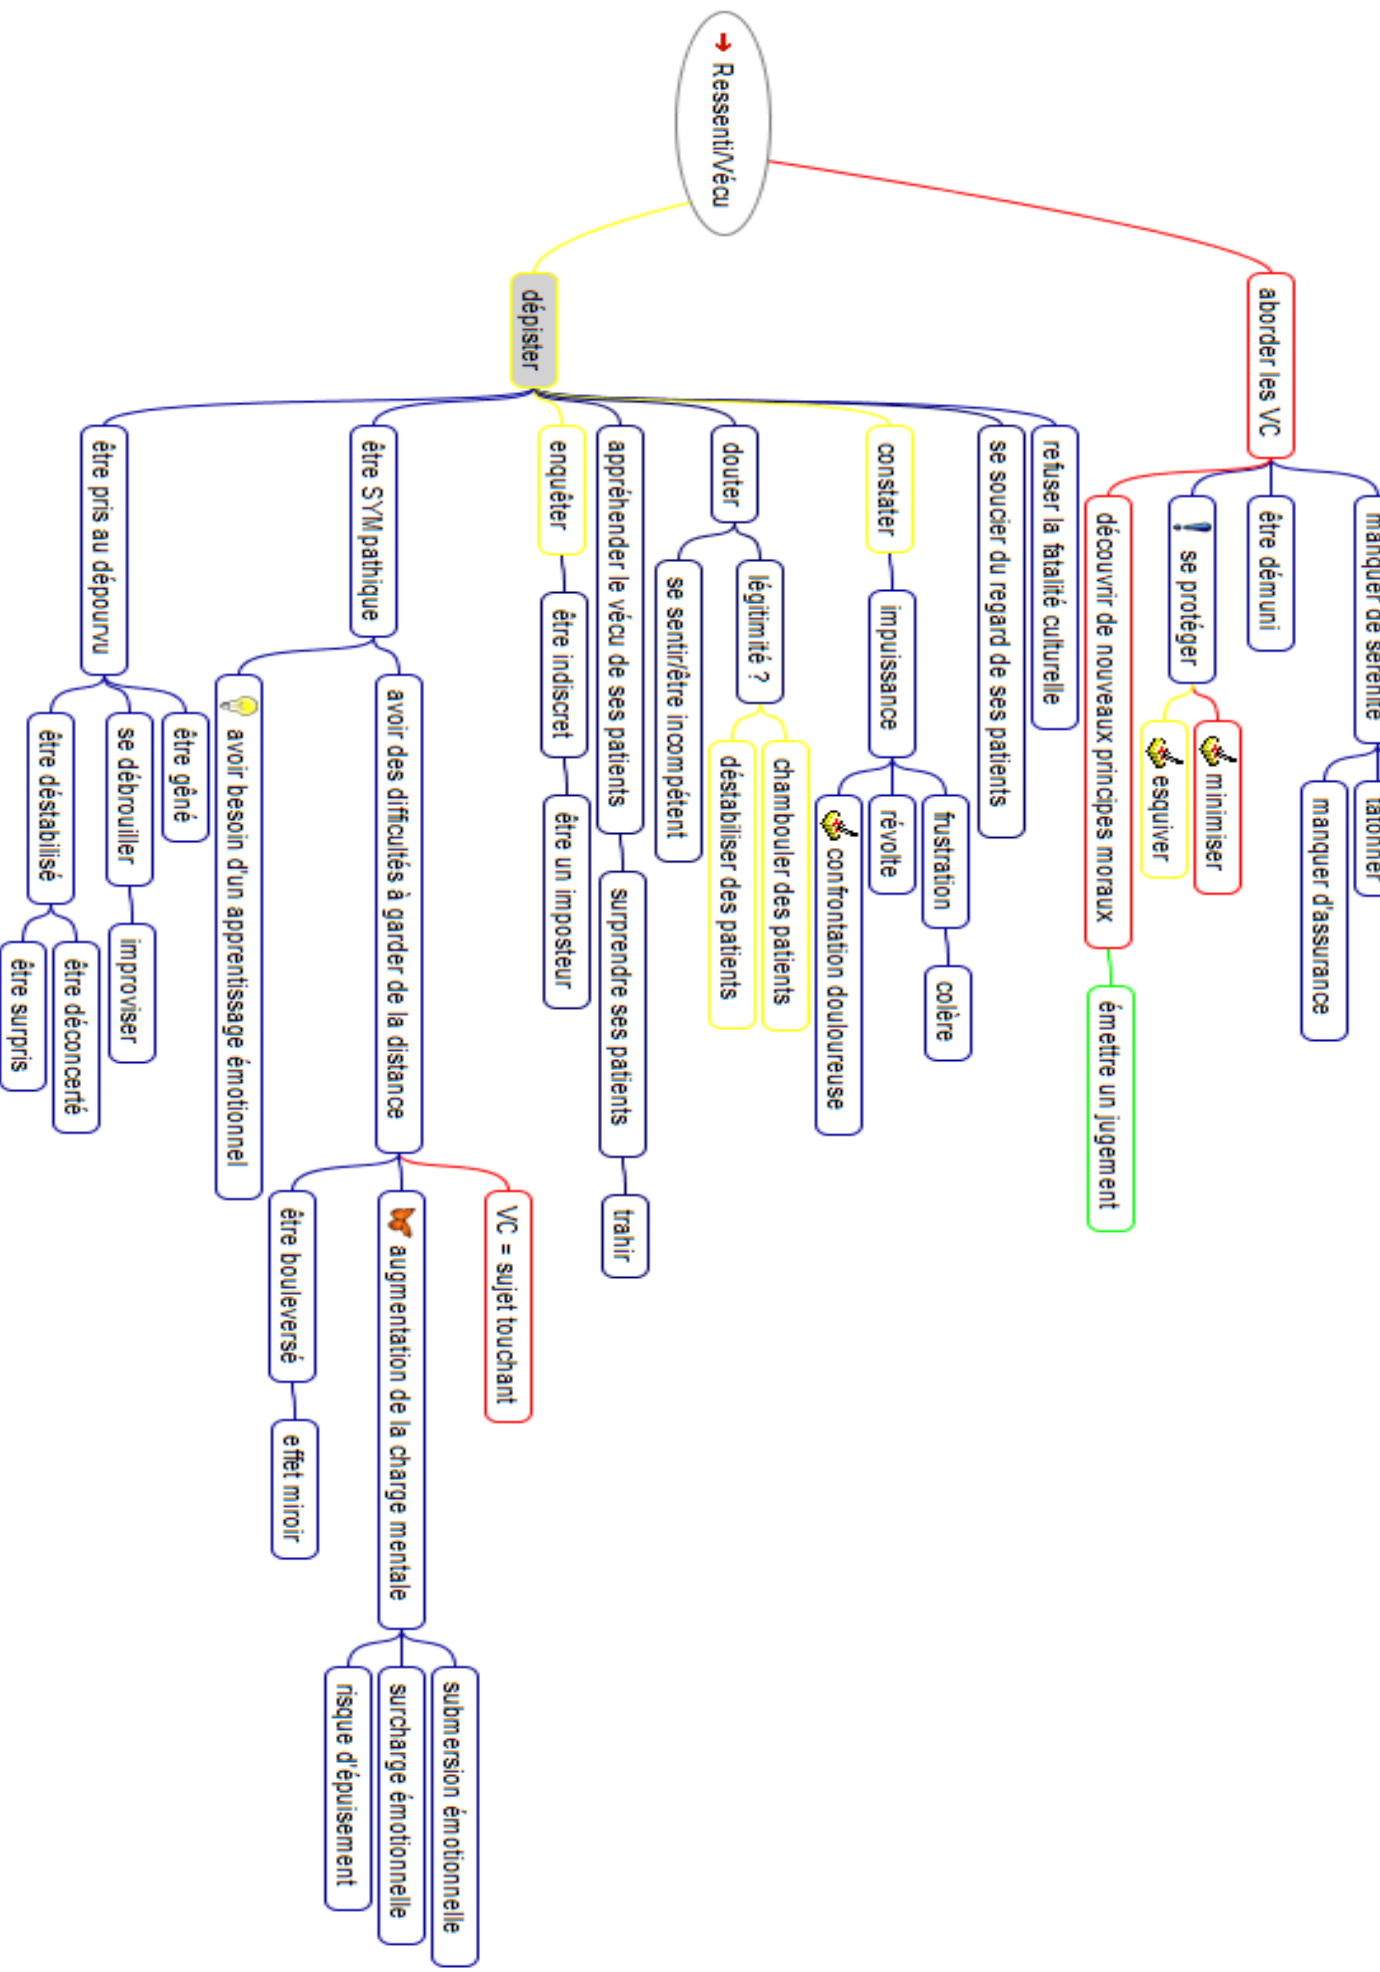 Ressenti/Vécu
aborder les VC
manquer de sérénité
tatonner
manquer d'assurance
être démuni
se protéger
minimiser
esquiver
découvrir de nouveaux principes moraux
émettre un jugement
dépister
refuser la fatalité culturelle
se soucier du regard de ses patients
constater
impuissance
frustration
colère
révolte
confrontation douloureuse
douter
légitimité ?
chambouler des patients
déstabiliser des patients
se sentir/être incompétent
appréhender le vécu de ses patients
surprendre ses patients
trahir
enquêter
être indiscret
être un imposteur
être SYMpathique
avoir des difficultés à garder de la distance
VC = sujet touchant
augmentation de la charge mentale
submersion émotionnelle
surcharge émotionnelle
risque d'épuisement
être bouleversé
effet miroir
avoir besoin d'un apprentissage émotionnel
être pris au dépourvu
être gêné
se débrouiller
improviser
être déstabilisé
être déconcerté
être surpris